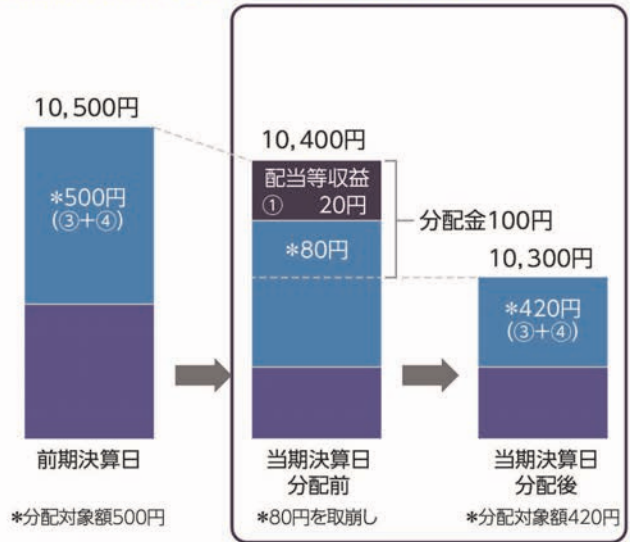 10,500円
*500円
(③+④)
前期決算日
*分配対象額500円
10,400円
配当等収益
① 20円
*80円
分配金100円
当期決算日
分配前
*80円を取崩し
10,300円
*420円
(③+④)
当期決算日
分配後
*分配対象額420円